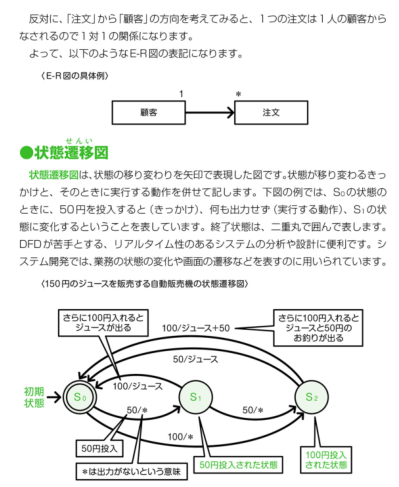 反対に、「注文」から「顧客」の方向を考えてみると、1つの注文は1人の顧客から
なされるので1対1の関係になります。
よって、以下のようなE-R図の表記になります。
〈E-R図の具体例〉
1 *
顧客 注文
せんい
●状態遷移図
状態遷移図は、状態の移り変わりを矢印で表現した図です。状態が移り変わるきっ
かけと、そのときに実行する動作を併せて記します。下図の例では、S0の状態の
ときに、50円を投入すると（きっかけ）、何も出力せず（実行する動作）、S1の状
態に変化するということを表しています。終了状態は、二重丸で囲んで表します。
DFDが苦手とする、リアルタイム性のあるシステムの分析や設計に便利です。シ
ステム開発では、業務の状態の変化や画面の遷移などを表すのに用いられています。
〈150円のジュースを販売する自動販売機の状態遷移図〉
さらに100円入れると
ジュースが出る
100/ジュース+50
さらに100円入れると
ジュースと50円の
お釣りが出る
50/ジュース
100/ジュース
初期
状態
S0
S1
S2
50/*
50/*
50円投入
100/*
*は出力がないという意味
50円投入された状態
100円投入
された状態